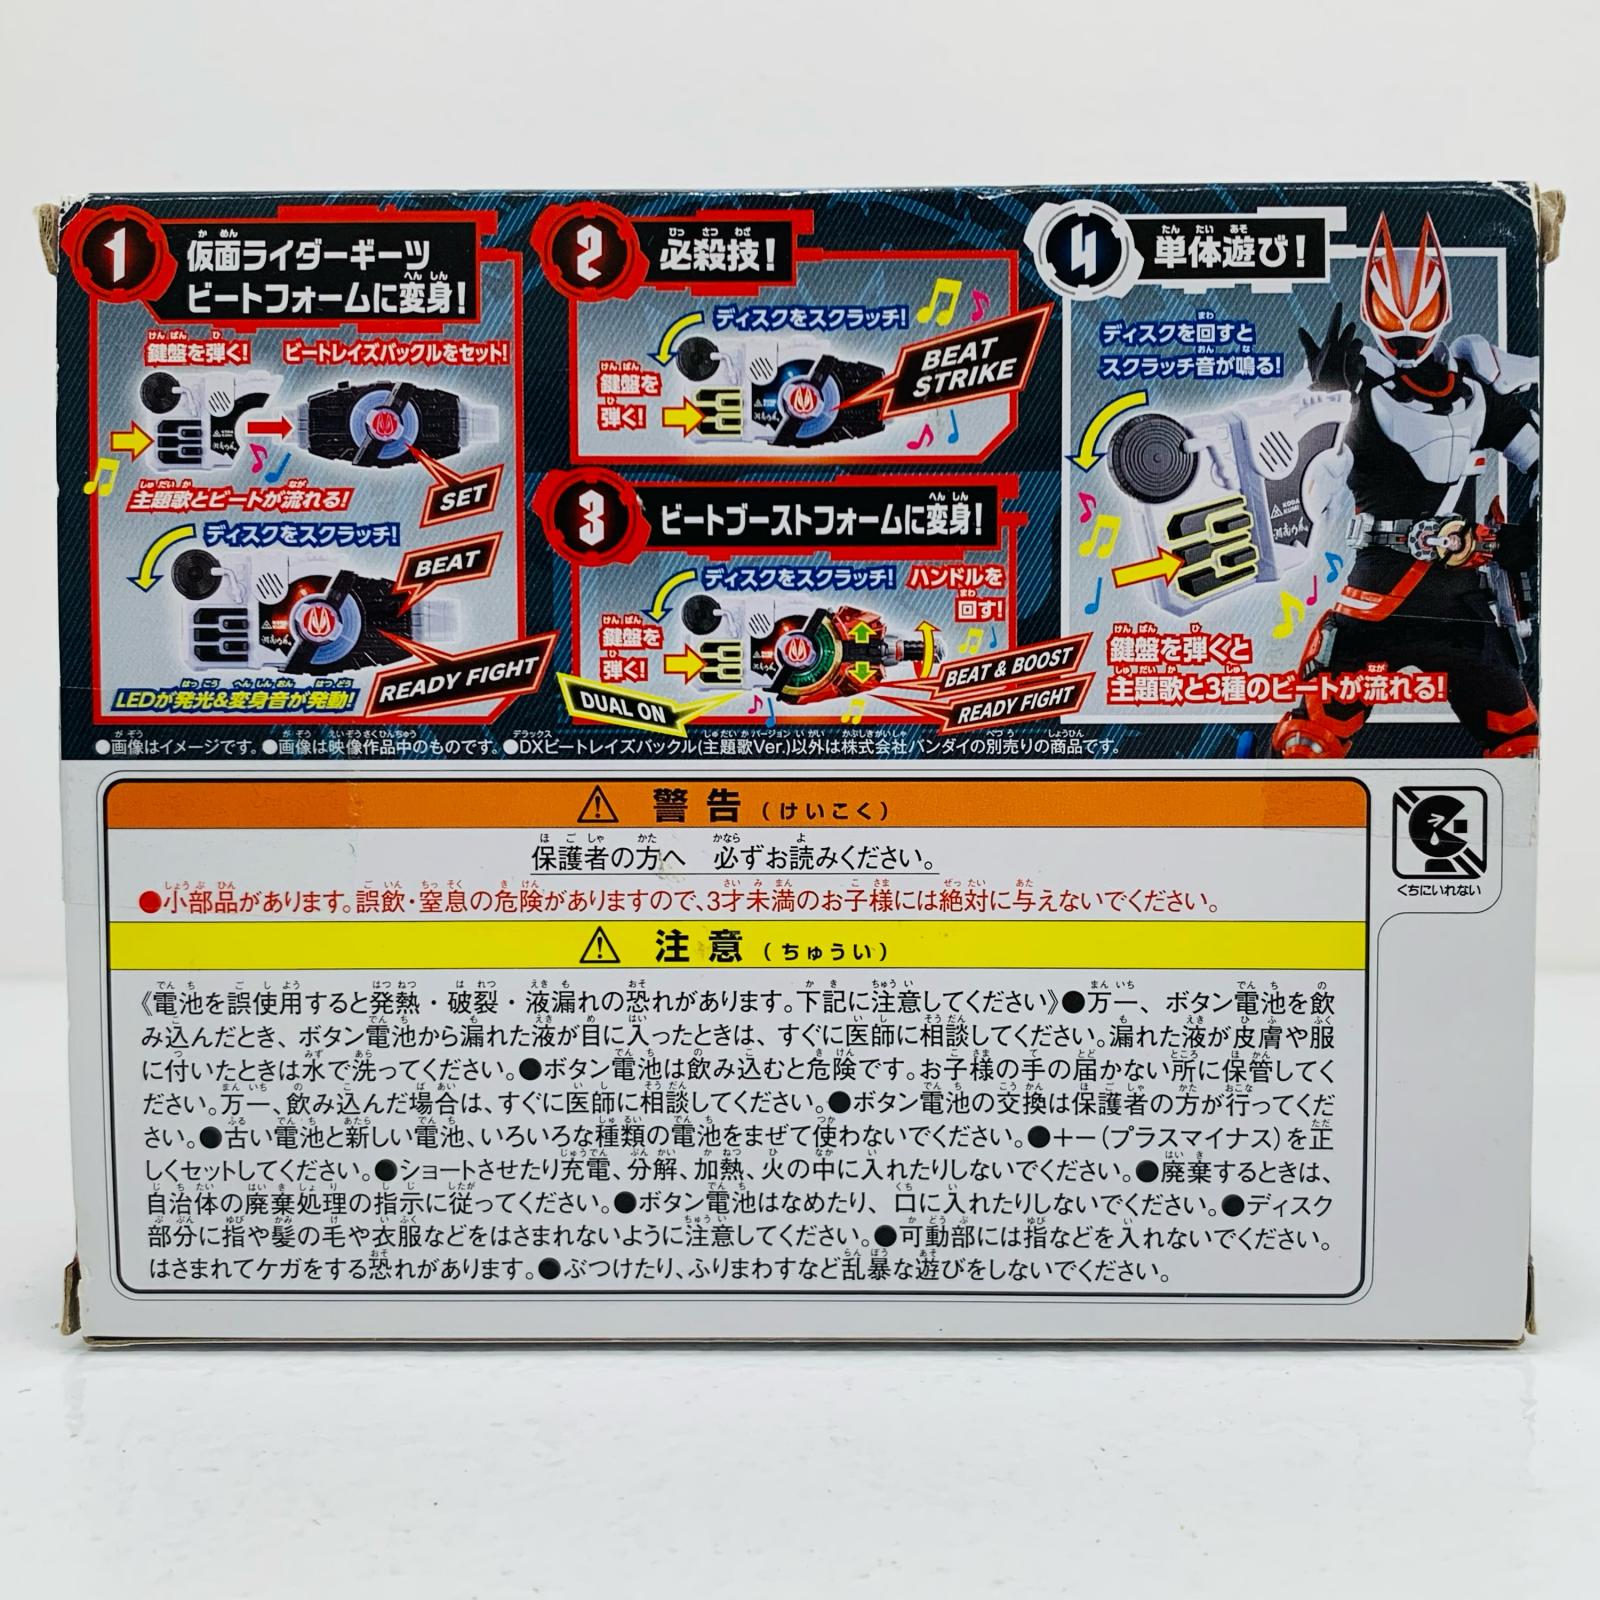 1
仮面ライダーギーツ
ビートフォームに変身!
鍵盤を弾く!
ビートレイズバックルをセット!
SET
主題歌とビートが流れる!
ディスクをスクラッチ!
BEAT
READY FIGHT
LEDが発光&変身音が発動!
2
必殺技!
ディスクをスクラッチ!
鍵盤を
弾く!
BEAT
STRIKE
3
ビートブーストフォームに変身!
ディスクをスクラッチ!
ハンドルを
回す!
鍵盤を
弾く!
DUAL ON
BEAT & BOOST
READY FIGHT
4
単体遊び!
ディスクを回すと
スクラッチ音が鳴る!
KODA
KUMI
鍵盤を弾くと
主題歌と3種のビートが流れる!
●画像はイメージです。●画像は映像作品中のものです。●DXビートレイズバックル(主題歌Ver.)以外は株式会社バンダイの別売りの商品です。
警告(けいこく)
保護者の方へ 必ずお読みください。
●小部品があります。誤飲・窒息の危険がありますので、3才未満のお子様には絶対に与えないでください。
くちにいれない
注意(ちゅうい)
《電池を誤使用すると発熱・破裂・液漏れの恐れがあります。下記に注意してください》●万一、ボタン電池を飲
み込んだとき、ボタン電池から漏れた液が目に入ったときは、すぐに医師に相談してください。漏れた液が皮膚や服
に付いたときは水で洗ってください。●ボタン電池は飲み込むと危険です。お子様の手の届かない所に保管してく
ださい。万一、飲み込んだ場合は、すぐに医師に相談してください。●ボタン電池の交換は保護者の方が行ってくだ
さい。●古い電池と新しい電池、いろいろな種類の電池をまぜて使わないでください。●+-(プラスマイナス)を正
しくセットしてください。●ショートさせたり充電、分解、加熱、火の中に入れたりしないでください。●廃棄するときは、
自治体の廃棄処理の指示に従ってください。●ボタン電池はなめたり、口に入れたりしないでください。●ディスク
部分に指や髪の毛や衣服などをはさまれないように注意してください。●可動部には指などを入れないでください。
はさまれてケガをする恐れがあります。●ぶつけたり、ふりまわすなど乱暴な遊びをしないでください。